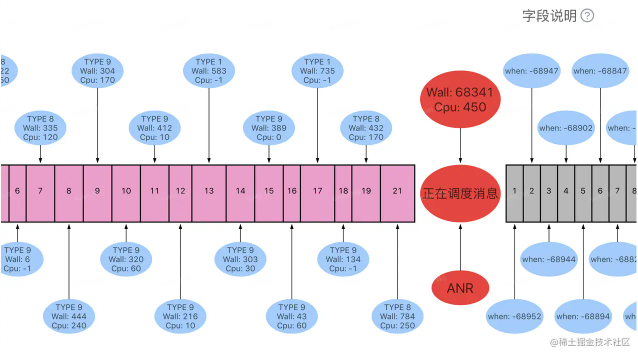 字段说明 ?
8
22
50
TYPE 9
Wall: 304
Cpu: 170
TYPE 1
Wall: 583
Cpu: -1
TYPE 1
Wall: 735
Cpu: -1
TYPE 8
Wall: 335
Cpu: 120
TYPE 9
Wall: 412
Cpu: 10
TYPE 9
Wall: 389
Cpu: 0
TYPE 8
Wall: 432
Cpu: 170
Wall: 68341
Cpu: 450
when: -68947
when: -68847
when: -68902
when: -
6 7 8 9 10 11 12 13 14 15 16 17 18 19 21
正在调度消息
1 2 3 4 5 6 7 8
TYPE 9
Wall: 6
Cpu: -1
TYPE 9
Wall: 320
Cpu: 60
TYPE 9
Wall: 303
Cpu: 30
TYPE 9
Wall: 134
Cpu: -1
TYPE 9
Wall: 444
Cpu: 240
TYPE 9
Wall: 216
Cpu: 10
TYPE 9
Wall: 43
Cpu: 60
TYPE 8
Wall: 784
Cpu: 250
ANR
when: -68944
when: -6882
when: -68952
when: -68894
@稀土掘金技术社区